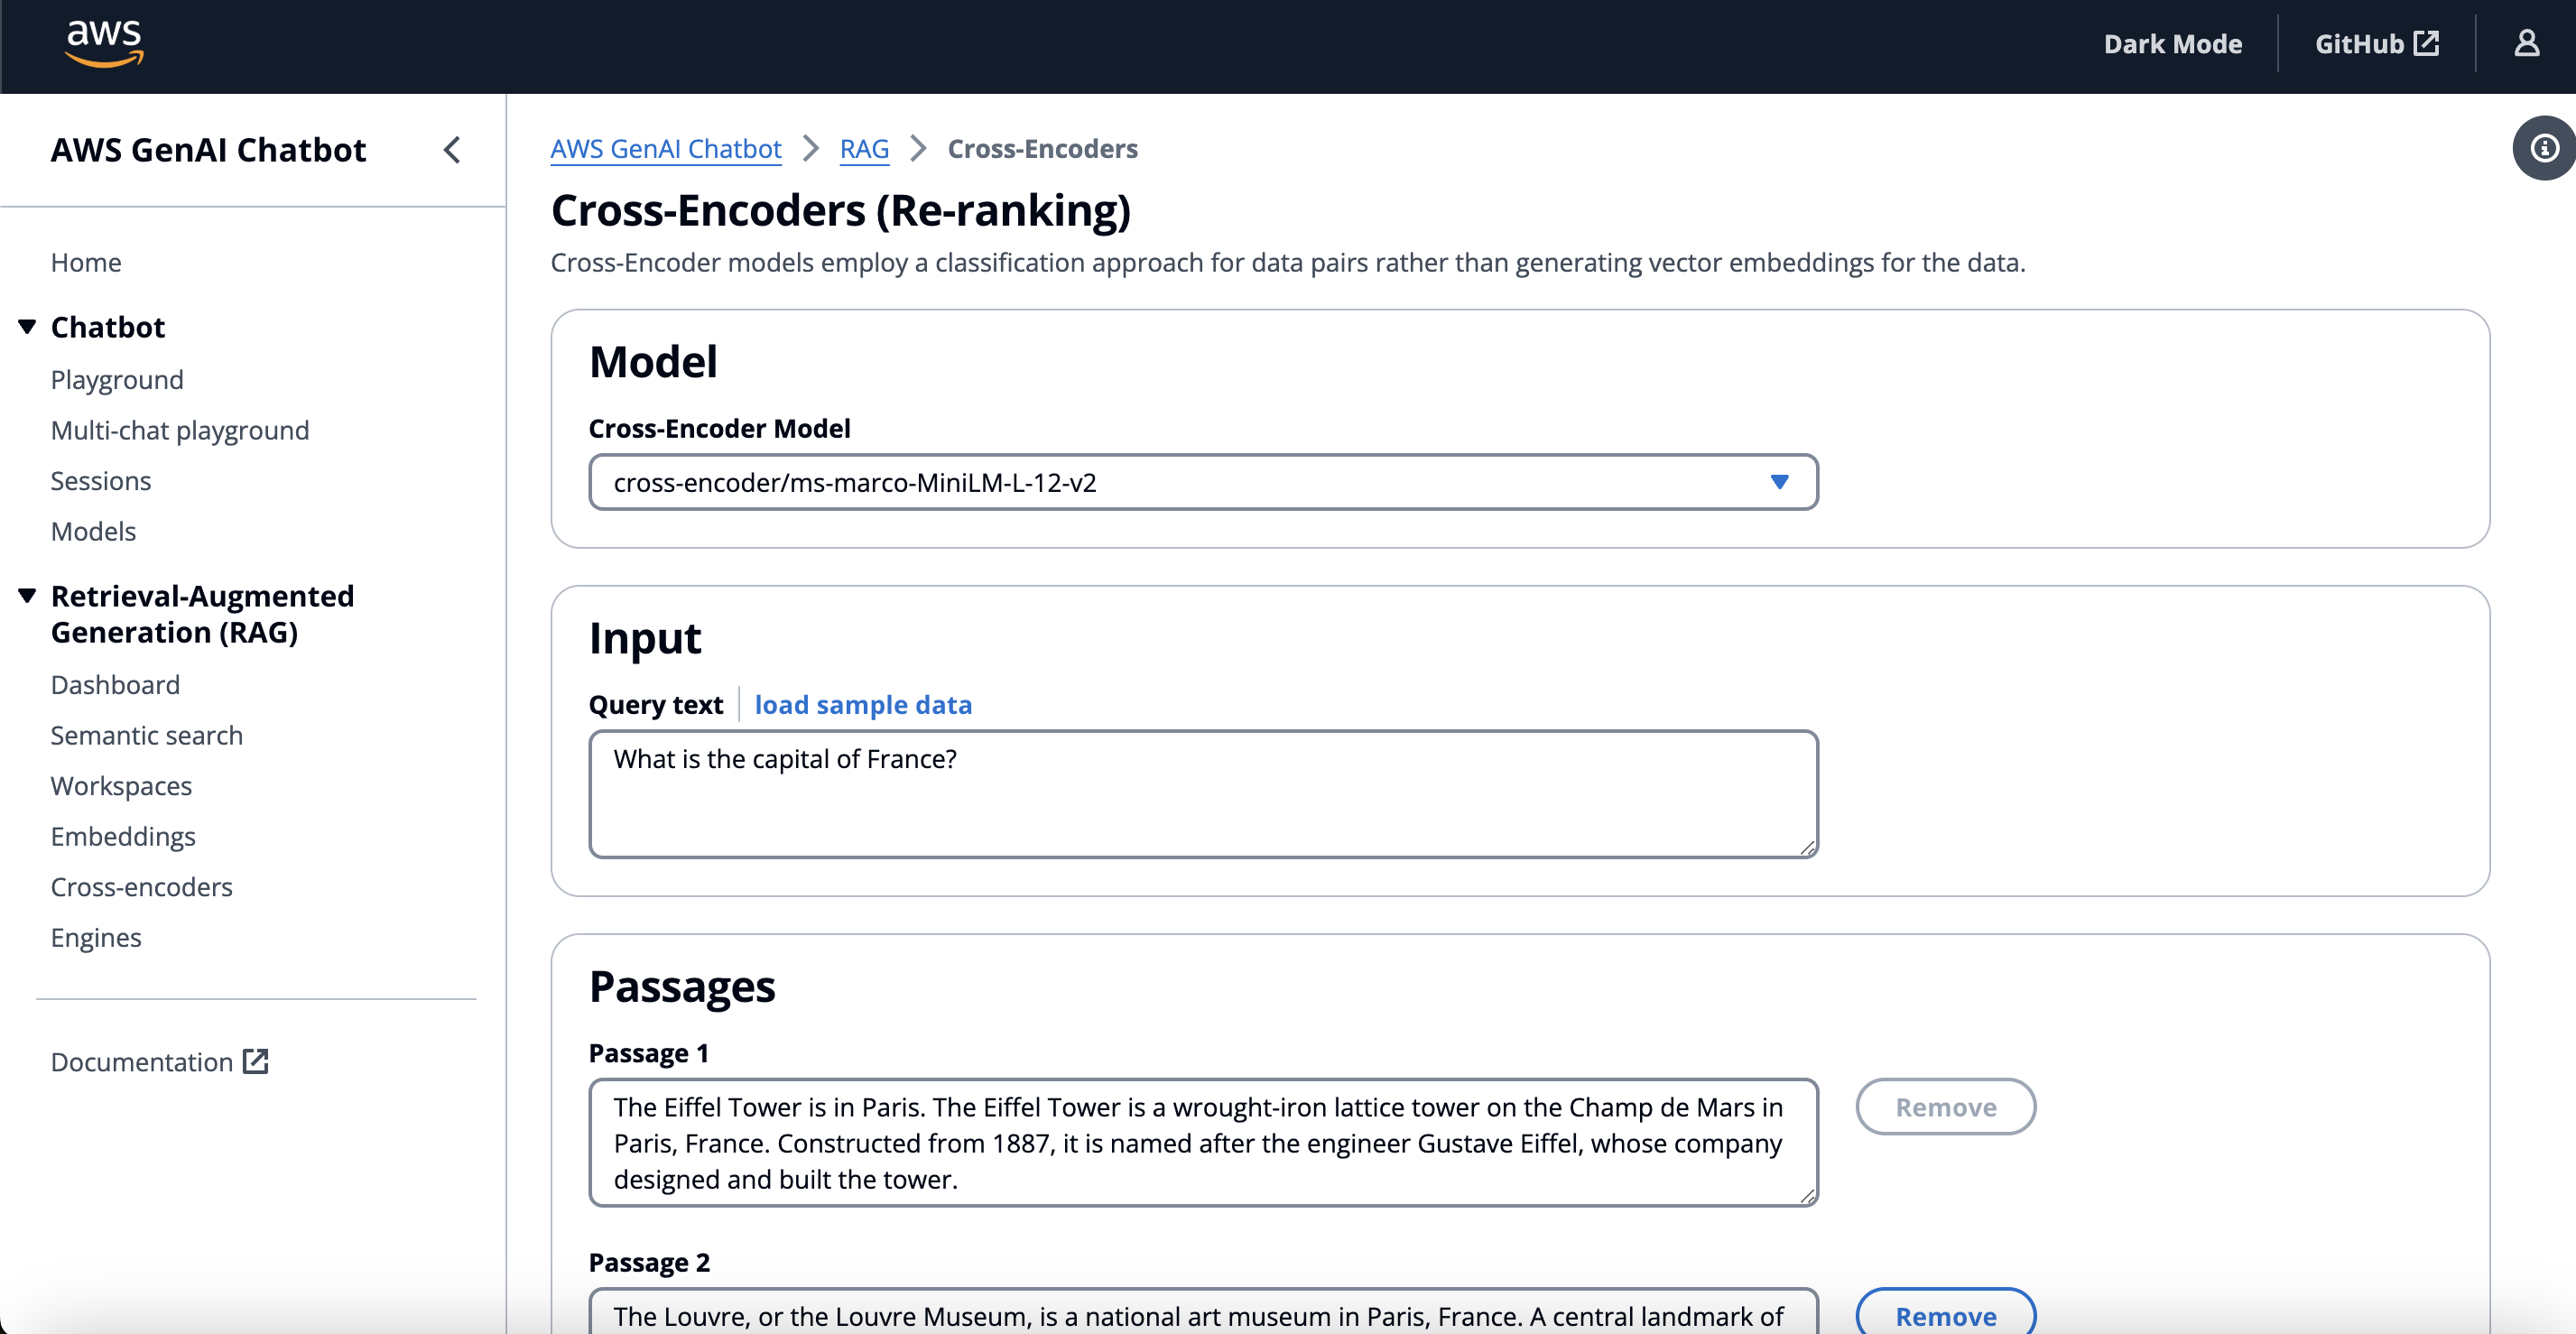 aws
Dark Mode
GitHub
AWS GenAI Chatbot
Home
Chatbot
Playground
Multi-chat playground
Sessions
Models
Retrieval-Augmented
Generation (RAG)
Dashboard
Semantic search
Workspaces
Embeddings
Cross-encoders
Engines
Documentation
AWS GenAI Chatbot > RAG > Cross-Encoders
Cross-Encoders (Re-ranking)
Cross-Encoder models employ a classification approach for data pairs rather than generating vector embeddings for the data.
Model
Cross-Encoder Model
cross-encoder/ms-marco-MiniLM-L-12-v2
Input
Query text | load sample data
What is the capital of France?
Passages
Passage 1
The Eiffel Tower is in Paris. The Eiffel Tower is a wrought-iron lattice tower on the Champ de Mars in
Paris, France. Constructed from 1887, it is named after the engineer Gustave Eiffel, whose company
designed and built the tower.
Remove
Passage 2
The Louvre, or the Louvre Museum, is a national art museum in Paris, France. A central landmark of
Remove